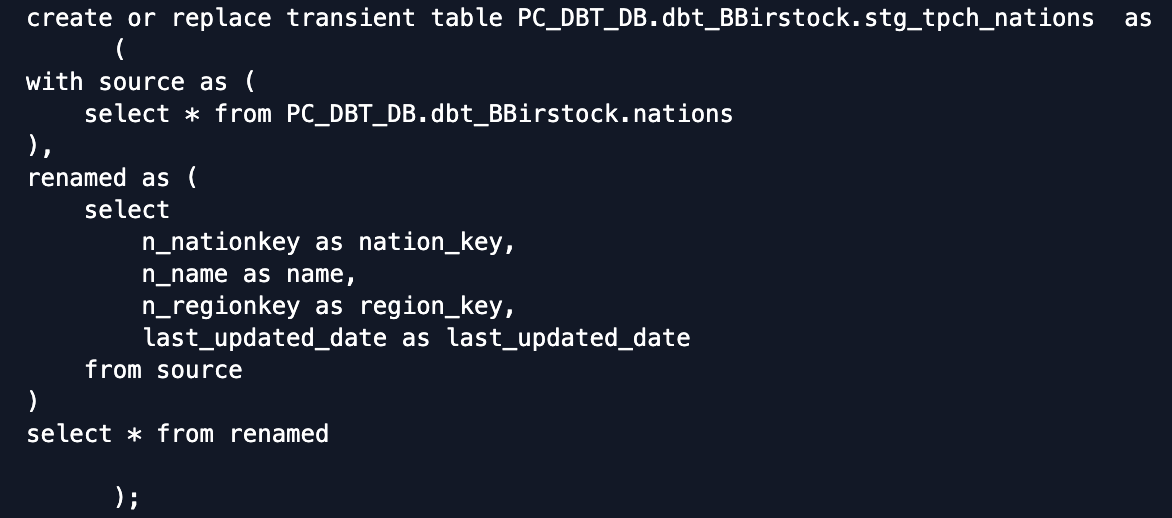 create or replace transient table PC_DBT_DB.dbt_BBirstock.stg_tpch_nations  as
      (
with source as (
    select * from PC_DBT_DB.dbt_BBirstock.nations
),
renamed as (
    select
        n_nationkey as nation_key,
        n_name as name,
        n_regionkey as region_key,
        last_updated_date as last_updated_date
    from source
)
select * from renamed
      );